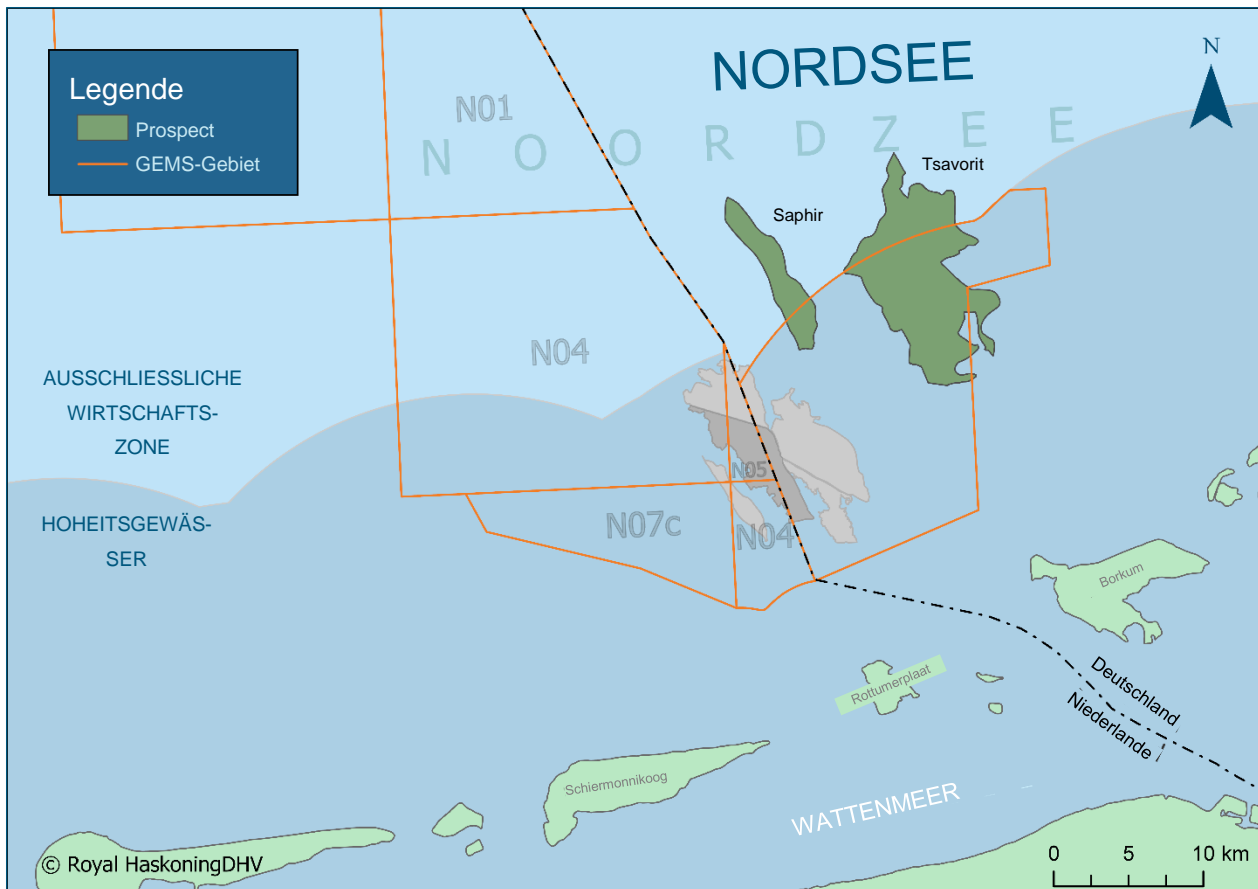 NORDSEE
N
Legende
Prospect
GEMS-Gebiet
N01
N O O R D Z E E
Tsavorit
Saphir
N04
AUSSCHLIESSLICHE
WIRTSCHAFTS-
ZONE
N05
HOHEITSGEWÄS-
SER
N07c
N04
Borkum
Rottumerplaat
Deutschland
Niederlande
Schiermonnikoog
WATTENMEER
© Royal HaskoningDHV
0 5 10 km